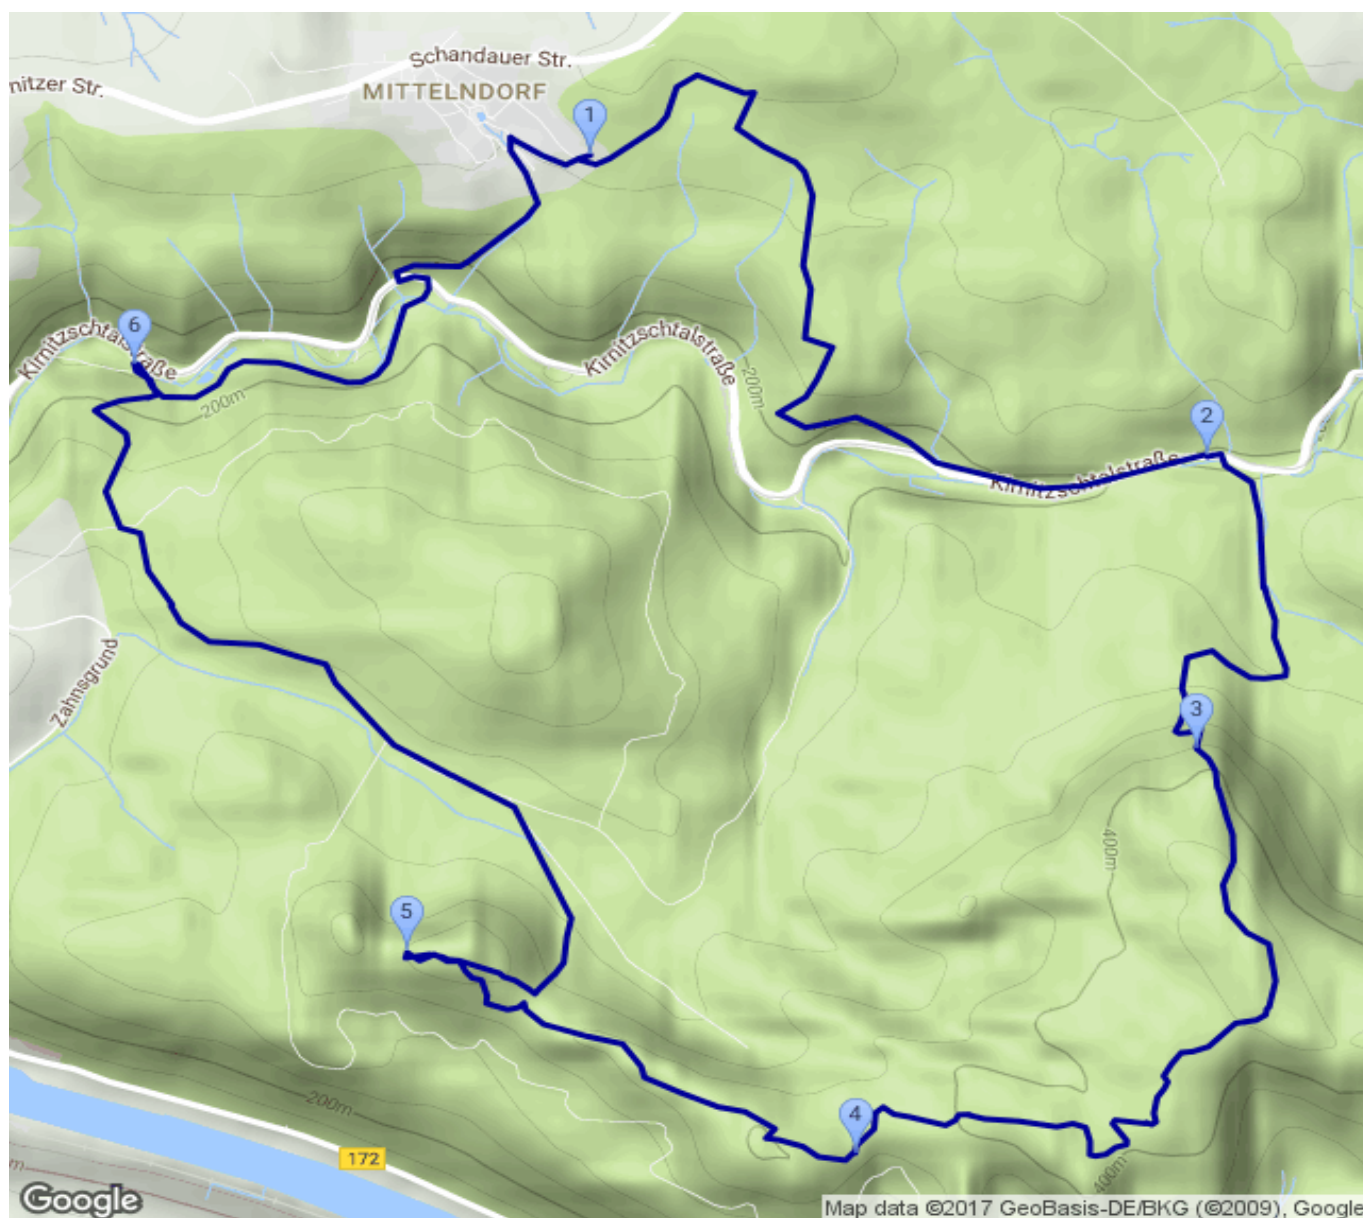 Schandauer Str.
nitzer Str.
MITTELNDORF
1
6
Kirnitzschtalstraße
Kirnitzschtalstraße
200m
200m
2
Kirnitzschtalstraße
Zahnsgrund
3
400m
5
200m
4
172
400m
Google
Map data ©2017 GeoBasis-DE/BKG (©2009), Google